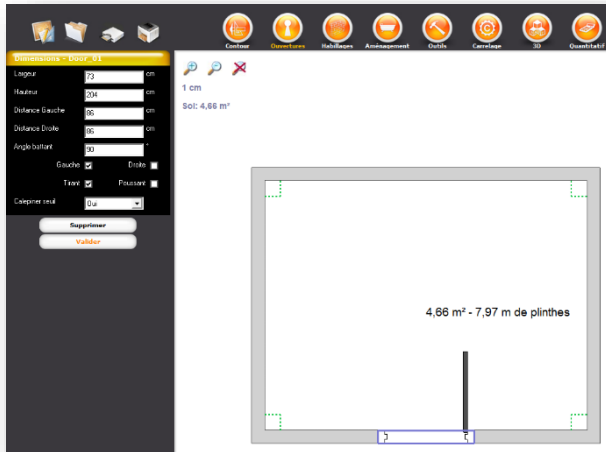 Contour
Ouvertures
Habillages
Aménagement
Outils
Carrelage
3D
Quantitatif
Dimensions - Door_01
Largeur 73 cm
Hauteur 204 cm
Distance Gauche 86 cm
Distance Droite 86 cm
Angle battant 90 °
Gauche Droite
Tirant Poussant
Calepiner seuil Oui
Supprimer
Valider
1 cm
Sol: 4,66 m²
4,66 m² - 7,97 m de plinthes